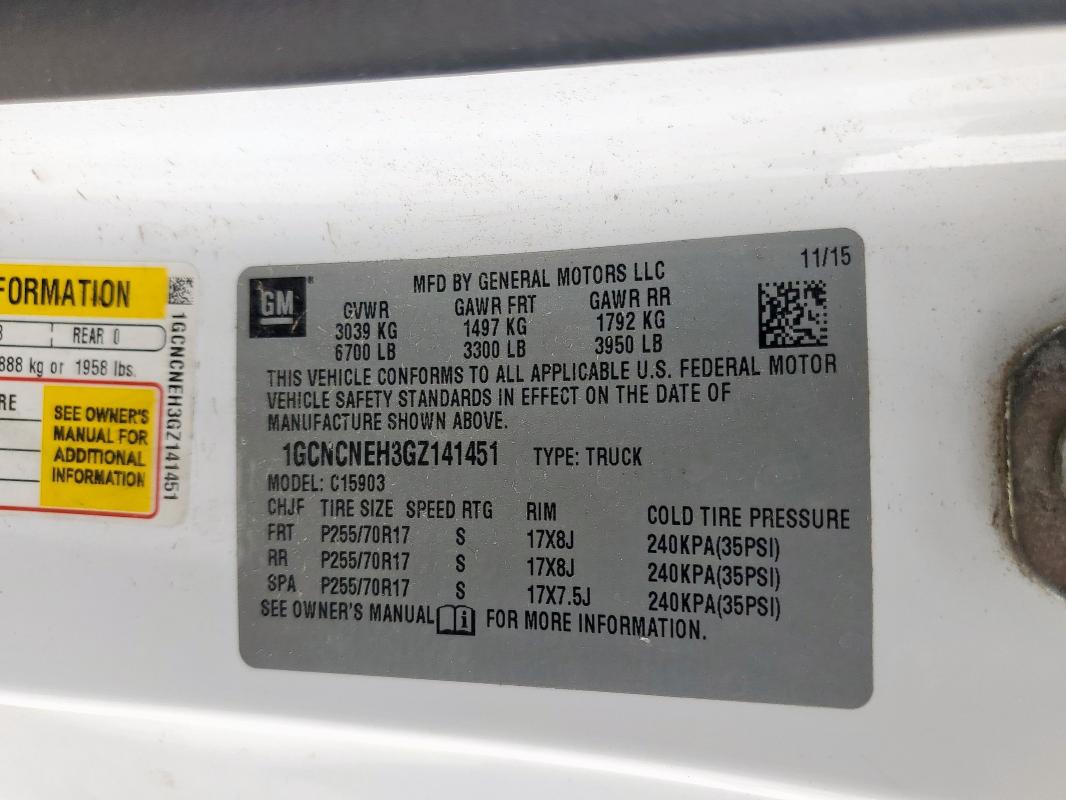 FORMATION
REAR 0
888 kg or 1958 lbs.
SEE OWNER'S
MANUAL FOR
ADDITIONAL
INFORMATION
1GCNCNEH3GZ141451
GM
MFD BY GENERAL MOTORS LLC 11/15
GVWR GAWR FRT GAWR RR
3039 KG 1497 KG 1792 KG
6700 LB 3300 LB 3950 LB
THIS VEHICLE CONFORMS TO ALL APPLICABLE U.S. FEDERAL MOTOR
VEHICLE SAFETY STANDARDS IN EFFECT ON THE DATE OF
MANUFACTURE SHOWN ABOVE.
1GCNCNEH3GZ141451 TYPE: TRUCK
MODEL: C15903
CHJF TIRE SIZE SPEED RTG RIM COLD TIRE PRESSURE
FRT P255/70R17 S 17X8J 240KPA(35PSI)
RR P255/70R17 S 17X8J 240KPA(35PSI)
SPA P255/70R17 S 17X7.5J 240KPA(35PSI)
SEE OWNER'S MANUAL i FOR MORE INFORMATION.